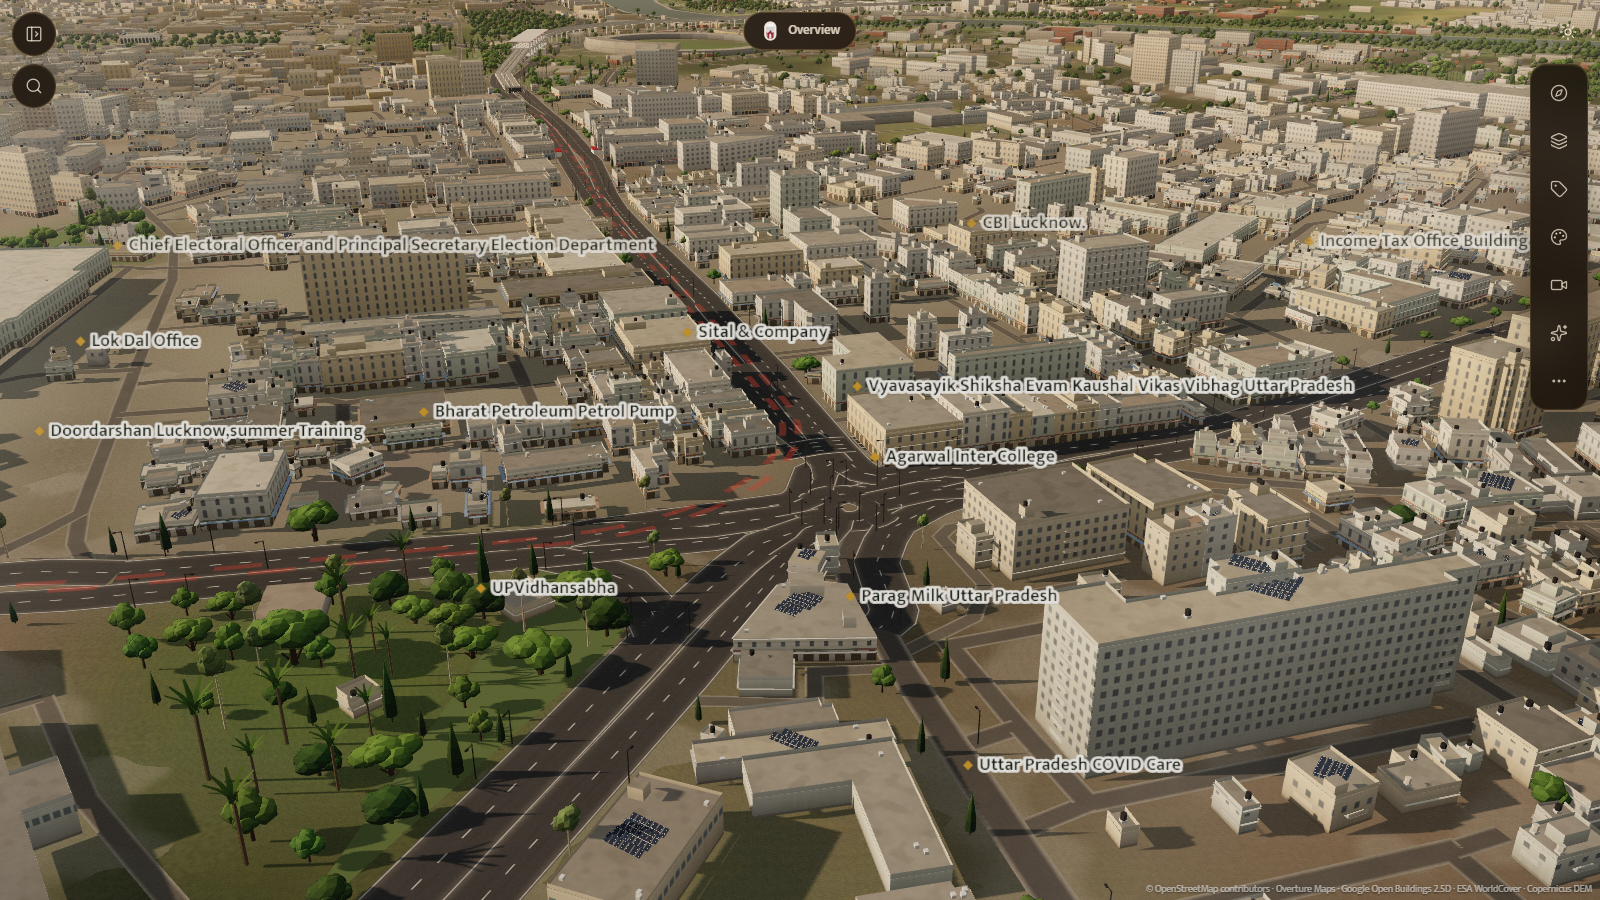 Overview
CBI Lucknow.
Income Tax Office Building
Chief Electoral Officer and Principal Secretary Election Department
Sital & Company
Lok Dal Office
Vyavasayik Shiksha Evam Kaushal Vikas Vibhag Uttar Pradesh
Bharat Petroleum Petrol Pump
Doordarshan Lucknow,summer Training
Agarwal Inter College
UPVidhansabha
Parag Milk Uttar Pradesh
Uttar Pradesh COVID Care
© OpenStreetMap contributors · Overture Maps · Google Open Buildings 2.5D · ESA WorldCover · Copernicus DEM